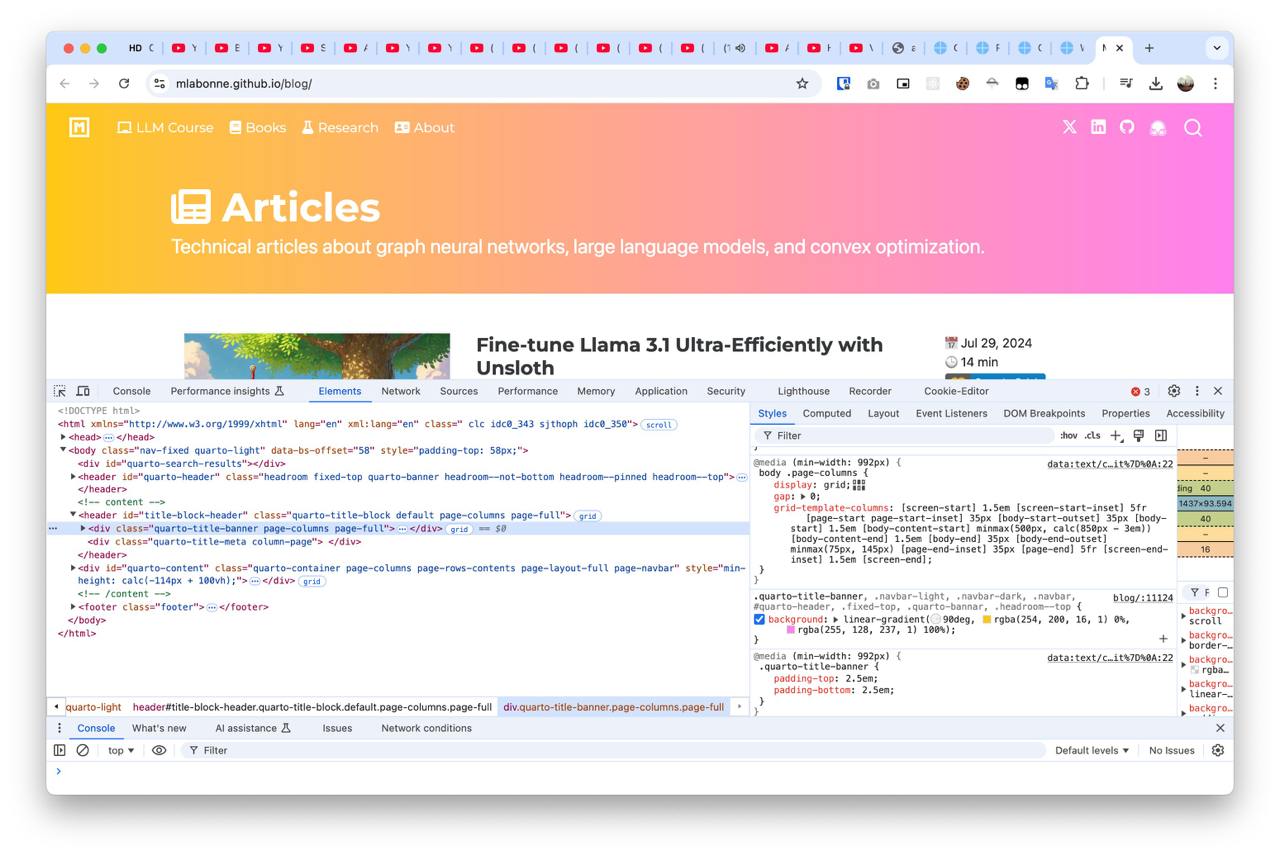 HD
mlabonne.github.io/blog/
LLM Course Books Research About
Articles
Technical articles about graph neural networks, large language models, and convex optimization.
Fine-tune Llama 3.1 Ultra-Efficiently with
Unsloth
Jul 29, 2024
14 min
Console Performance insights Elements Network Sources Performance Memory Application Security Lighthouse Recorder Cookie-Editor 3
<!DOCTYPE html>
<html xmlns="http://www.w3.org/1999/xhtml" lang="en" xml:lang="en" class=" clc idc0_343 sjthoph idc0_350"> scroll
<head> </head>
<body class="nav-fixed quarto-light" data-bs-offset="58" style="padding-top: 58px;">
<div id="quarto-search-results"></div>
<header id="quarto-header" class="headroom fixed-top quarto-banner headroom--not-bottom headroom--pinned headroom--top">
</header>
<!-- content -->
<header id="title-block-header" class="quarto-title-block default page-columns page-full"> grid
<div class="quarto-title-banner page-columns page-full"> </div> grid == $0
<div class="quarto-title-meta column-page"> </div>
</header>
<div id="quarto-content" class="quarto-container page-columns page-rows-contents page-layout-full page-navbar" style="min-
height: calc(-114px + 100vh);"> </div> grid
<!-- /content -->
<footer class="footer"> </footer>
</body>
</html>
quarto-light header#title-block-header.quarto-title-block.default.page-columns.page-full div.quarto-title-banner.page-columns.page-full
Styles Computed Layout Event Listeners DOM Breakpoints Properties Accessibility
Filter :hov .cls
@media (min-width: 992px) { data:text/c…it%7D%0A:22
body .page-columns {
display: grid;
gap: 0;
grid-template-columns: [screen-start] 1.5em [screen-start-inset] 5fr
[page-start page-start-inset] 35px [body-start-outset] 35px [body-
start] 1.5em [body-content-start] minmax(500px, calc(850px - 3em))
[body-content-end] 1.5em [body-end] 35px [body-end-outset]
minmax(75px, 145px) [page-end-inset] 35px [page-end] 5fr [screen-end-
inset] 1.5em [screen-end];
}
}
.quarto-title-banner, .navbar-light, .navbar-dark, .navbar, blog/:11124
#quarto-header, .fixed-top, .quarto-bannar, .headroom--top {
background: linear-gradient( 90deg, rgba(254, 200, 16, 1) 0%,
rgba(255, 128, 237, 1) 100%);
}
@media (min-width: 992px) { data:text/c…it%7D%0A:22
.quarto-title-banner {
padding-top: 2.5em;
padding-bottom: 2.5em;
}
}
–
–
ding 40
1437×93.594
40
–
16
F
backgro…
scroll
backgro…
border-…
backgro…
rgba…
backgro…
linear-…
backgro…
Console What's new AI assistance Issues Network conditions
top Filter Default levels No Issues